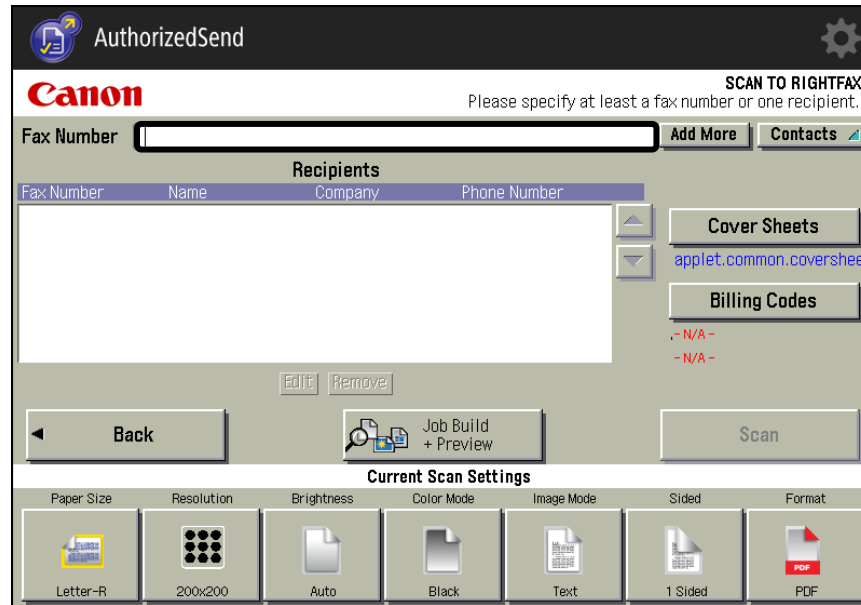 AuthorizedSend
Canon
SCAN TO RIGHTFAX
Please specify at least a fax number or one recipient.
Fax Number
Add More
Contacts
Recipients
Fax Number Name Company Phone Number
Cover Sheets
applet.common.covershee
Billing Codes
- N/A -
- N/A -
Edit Remove
Back
Job Build
+ Preview
Scan
Current Scan Settings
Paper Size Resolution Brightness Color Mode Image Mode Sided Format
PDF
Letter-R 200x200 Auto Black Text 1 Sided PDF